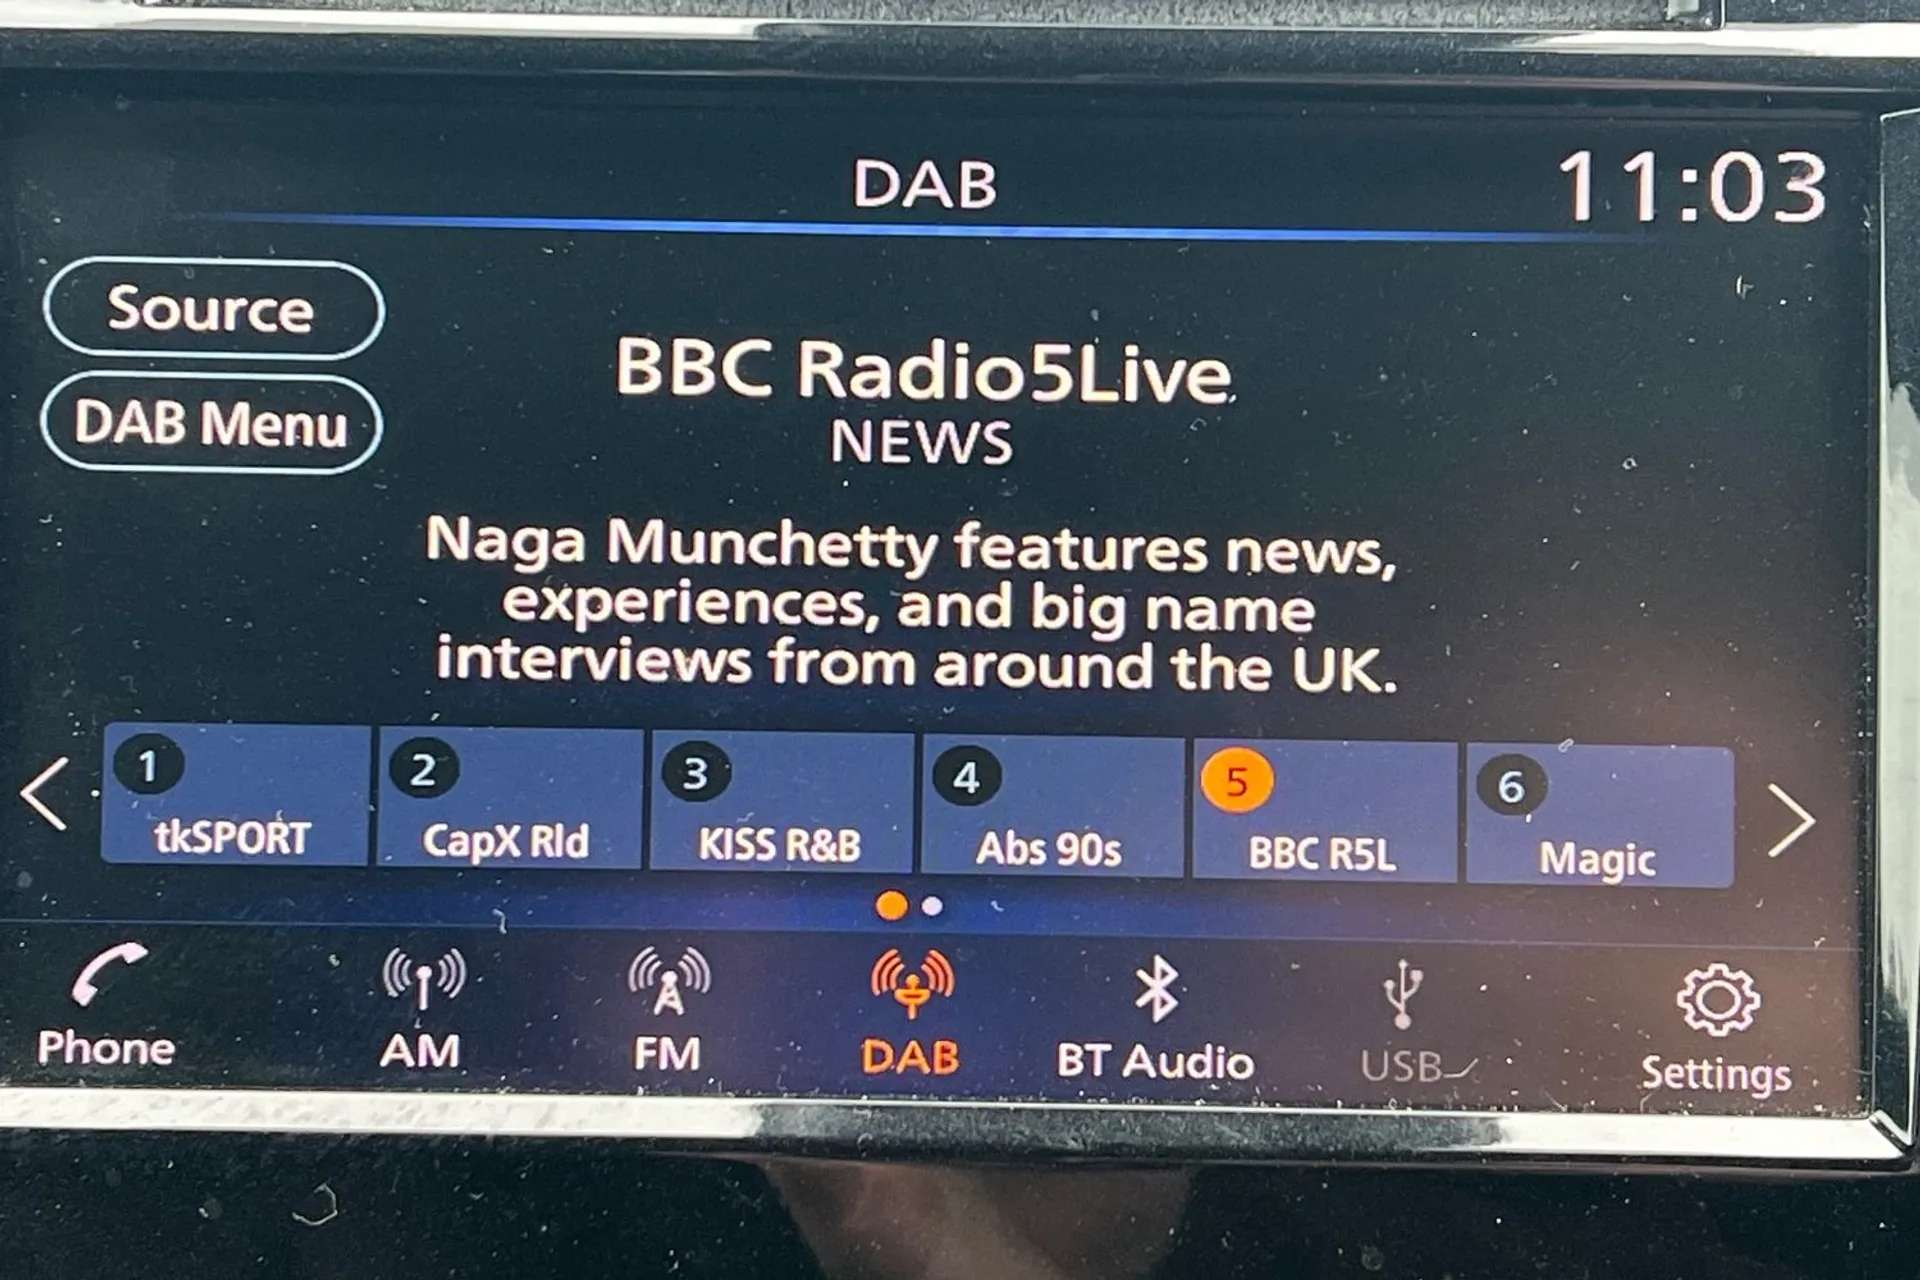 DAB
11:03
Source
DAB Menu
BBC Radio5Live
NEWS
Naga Munchetty features news,
experiences, and big name
interviews from around the UK.
1
tkSPORT
2
CapX Rld
3
KISS R&B
4
Abs 90s
5
BBC R5L
6
Magic
Phone
AM
FM
DAB
BT Audio
USB
Settings